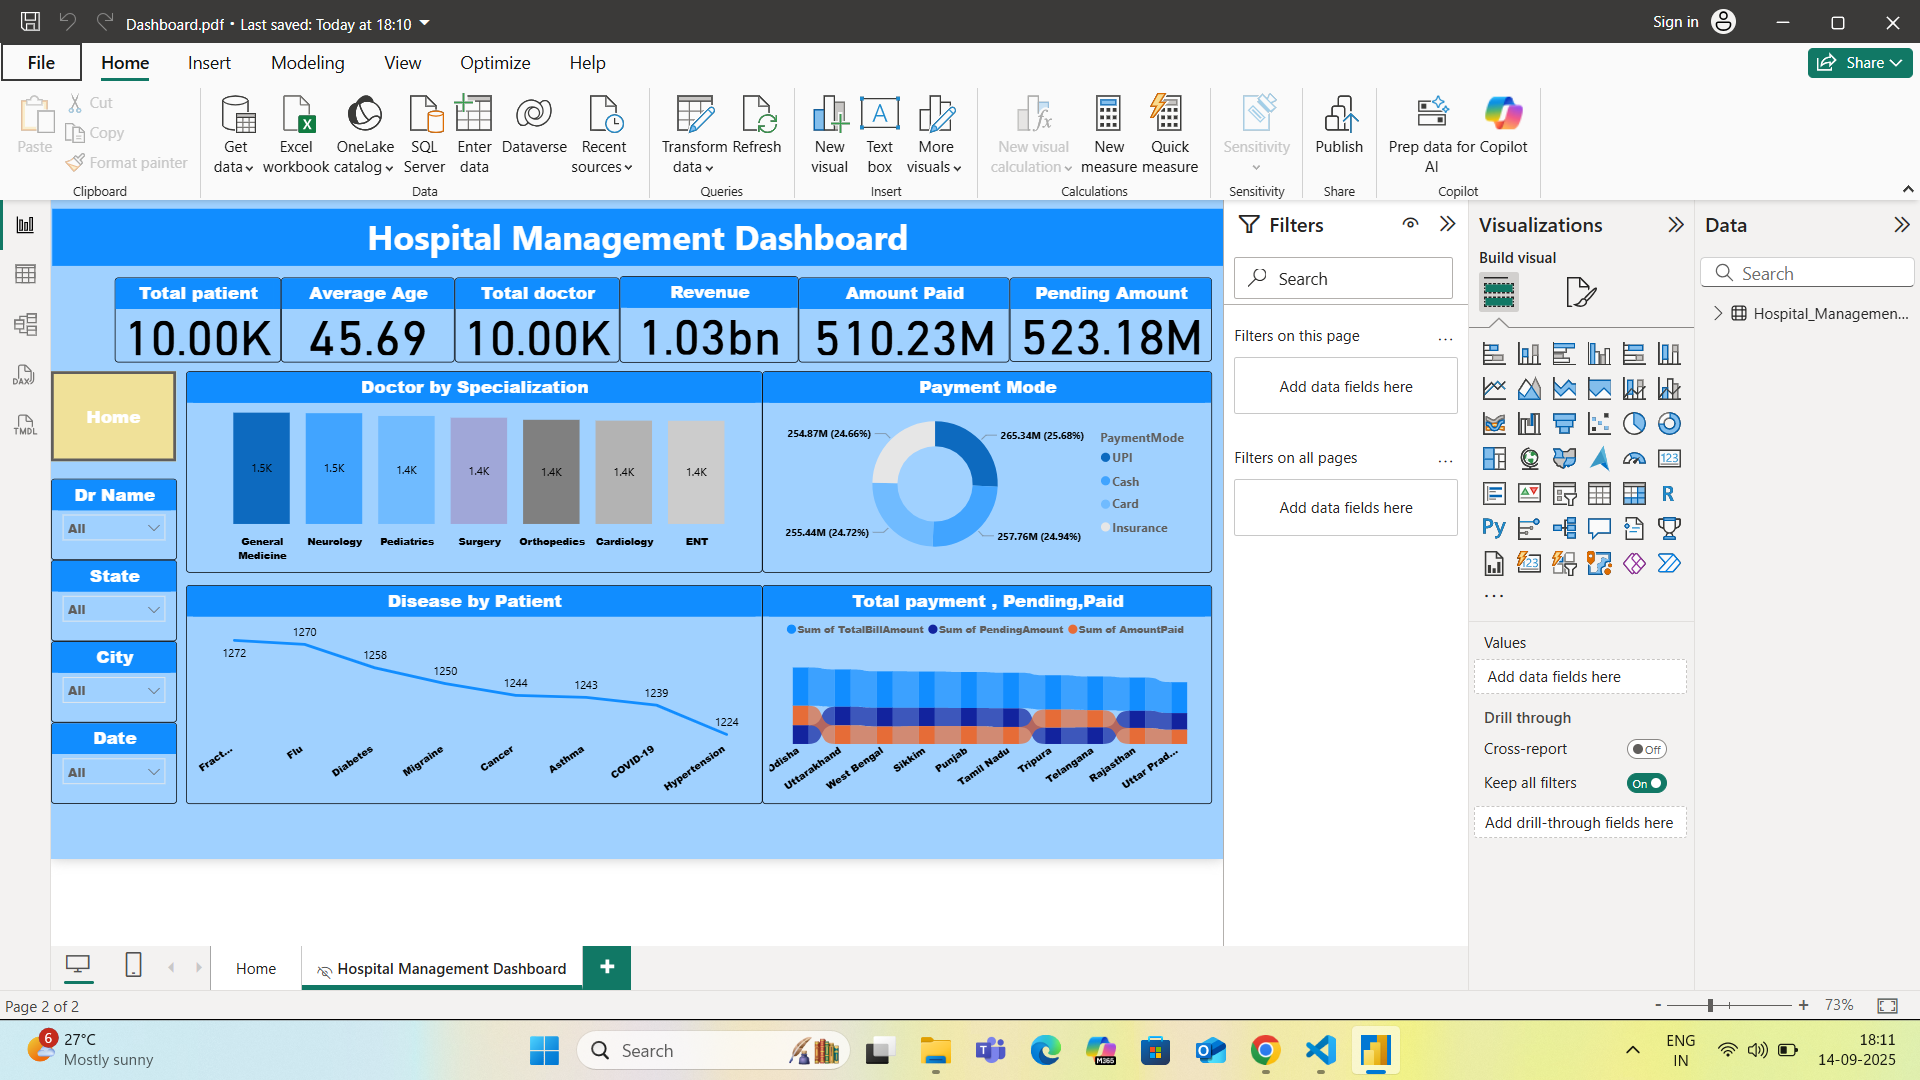 Dashboard.pdf • Last saved: Today at 18:10
Sign in
File
Home
Insert
Modeling
View
Optimize
Help
Share
Paste
Cut
Copy
Format painter
Clipboard
Get data
Excel workbook
OneLake catalog
SQL Server
Enter data
Dataverse
Recent sources
Data
Transform data
Refresh
Queries
New visual
Text box
More visuals
Insert
New visual calculation
New measure
Quick measure
Calculations
Sensitivity
Sensitivity
Publish
Share
Prep data for AI
Copilot
Copilot
Hospital Management Dashboard
Total patient
10.00K
Average Age
45.69
Total doctor
10.00K
Revenue
1.03bn
Amount Paid
510.23M
Pending Amount
523.18M
Home
Dr Name
All
State
All
City
All
Date
All
Doctor by Specialization
1.5K
1.5K
1.4K
1.4K
1.4K
1.4K
1.4K
General Medicine
Neurology
Pediatrics
Surgery
Orthopedics
Cardiology
ENT
Payment Mode
254.87M (24.66%)
265.34M (25.68%)
255.44M (24.72%)
257.76M (24.94%)
PaymentMode
UPI
Cash
Card
Insurance
Disease by Patient
1272
1270
1258
1250
1244
1243
1239
1224
Fract...
Flu
Diabetes
Migraine
Cancer
Asthma
COVID-19
Hypertension
Total payment , Pending,Paid
Sum of TotalBillAmount
Sum of PendingAmount
Sum of AmountPaid
Odisha
Uttarakhand
West Bengal
Sikkim
Punjab
Tamil Nadu
Tripura
Telangana
Rajasthan
Uttar Prad...
Filters
Search
Filters on this page
...
Add data fields here
Filters on all pages
...
Add data fields here
Visualizations
Build visual
123
R
Py
123
...
Values
Add data fields here
Drill through
Cross-report
Off
Keep all filters
On
Add drill-through fields here
Data
Search
Hospital_Managemen...
DAX
TMDL
Home
Hospital Management Dashboard
+
Page 2 of 2
-
+
73%
6
27°C
Mostly sunny
Search
M365
ENG
IN
18:11
14-09-2025